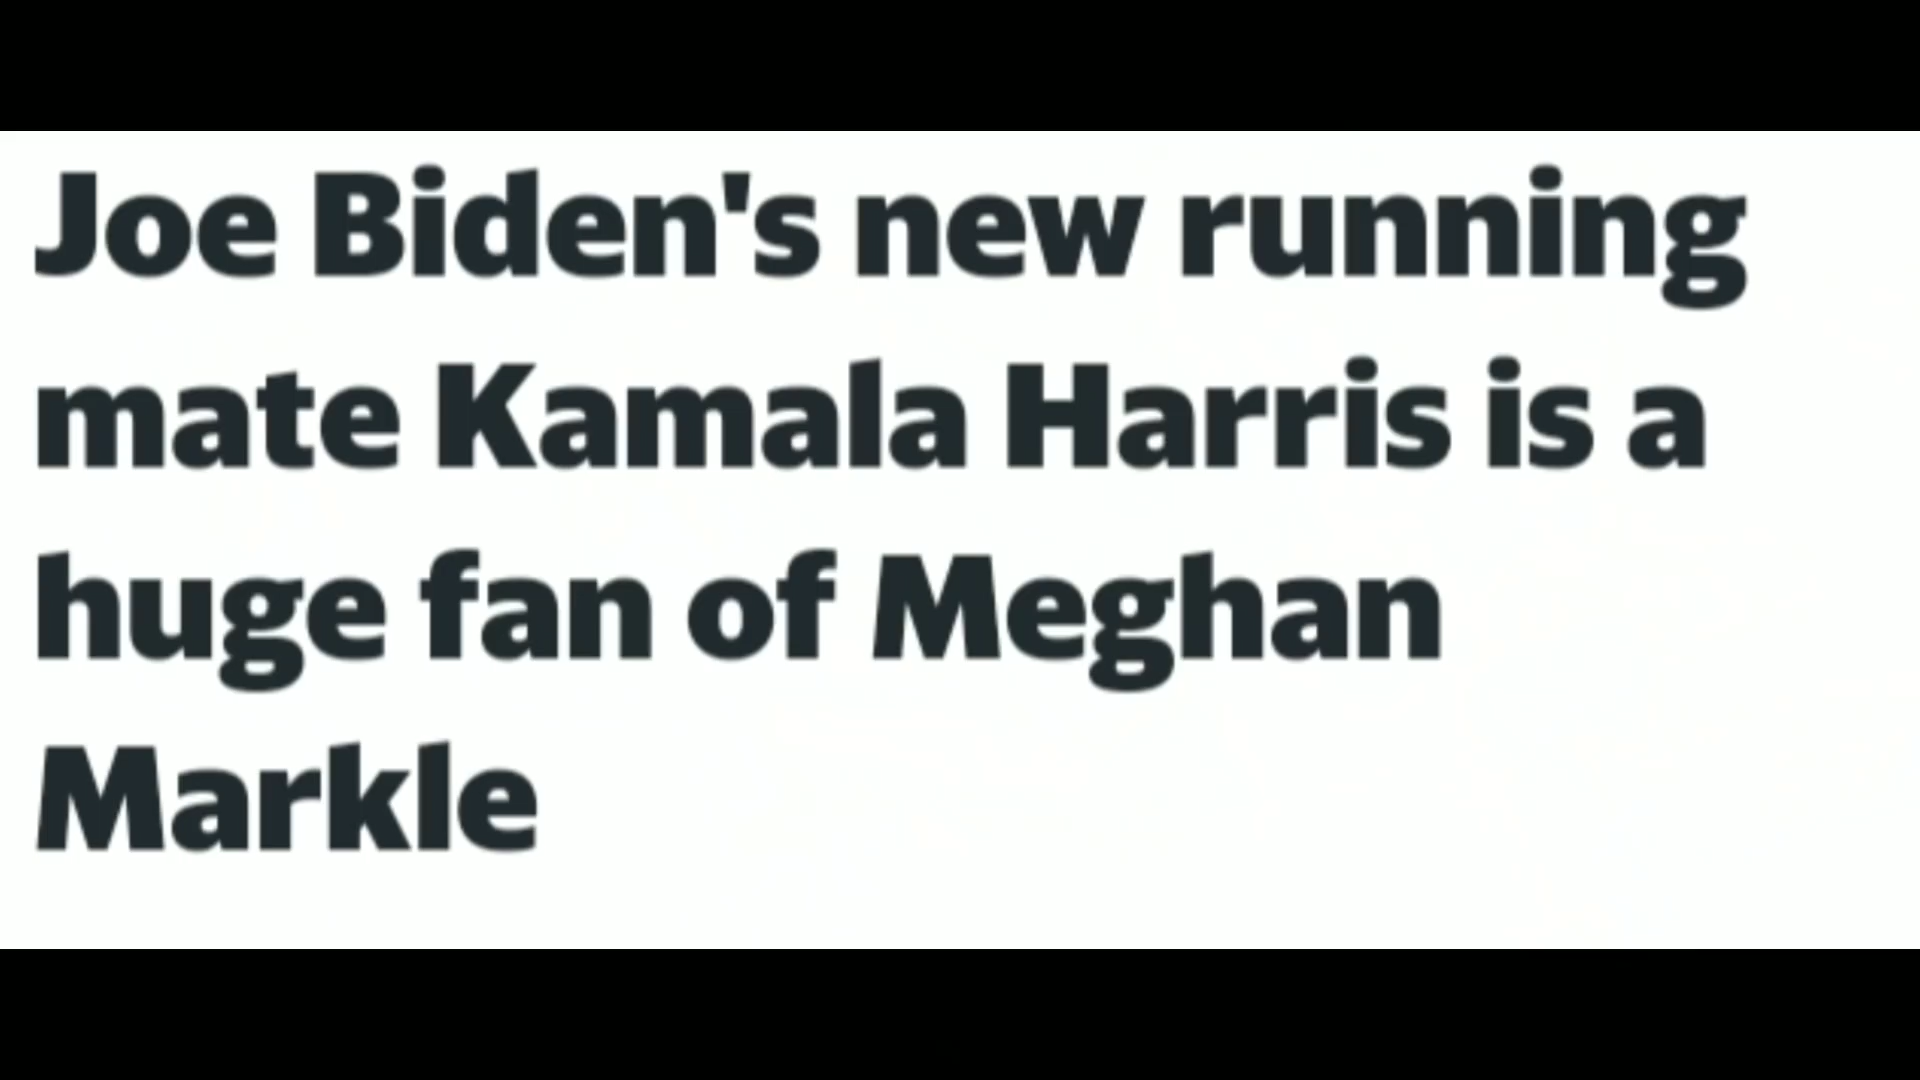 Joe Biden's new running
mate Kamala Harris is a
huge fan of Meghan
Markle